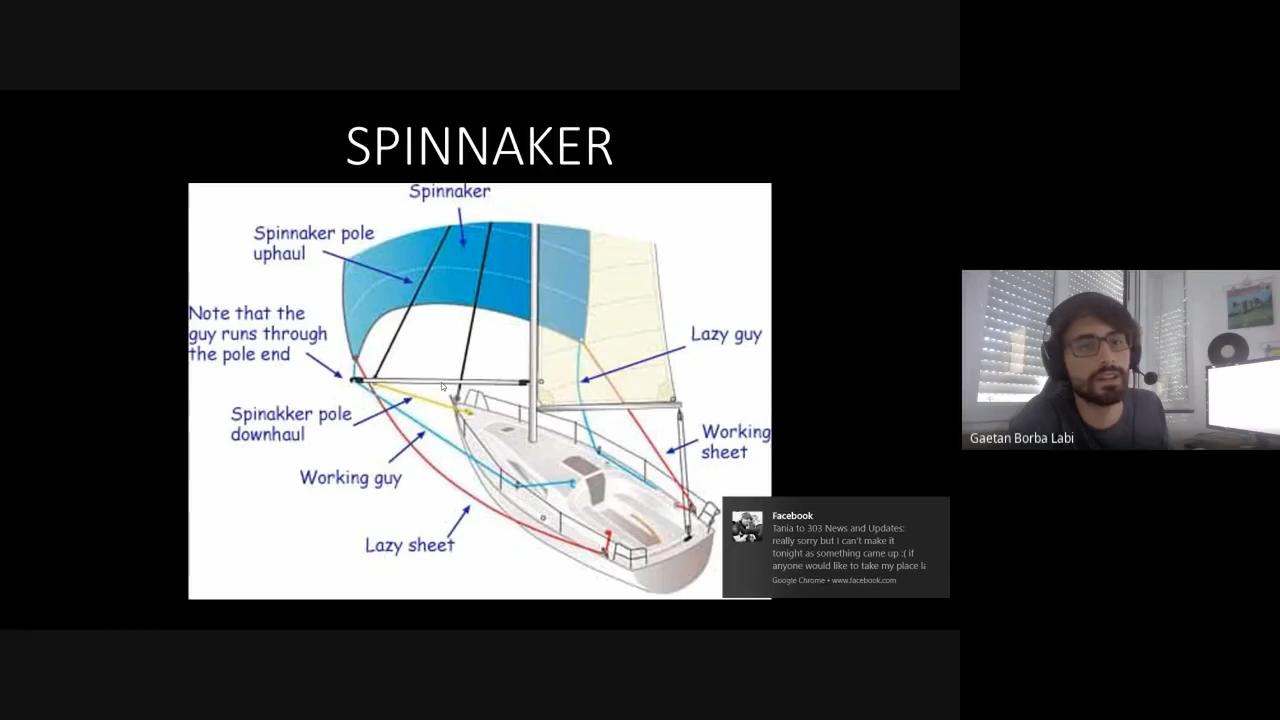 SPINNAKER
Spinnaker
Spinnaker pole
uphaul
Note that the
guy runs through
the pole end
Lazy guy
Spinakker pole
downhaul
Working
sheet
Working guy
Lazy sheet
Facebook
Tania to 303 News and Updates:
really sorry but I can't make it
tonight as something came up :( if
anyone would like to take my place
Google Chrome • www.facebook.com
Gaetan Borba Labi